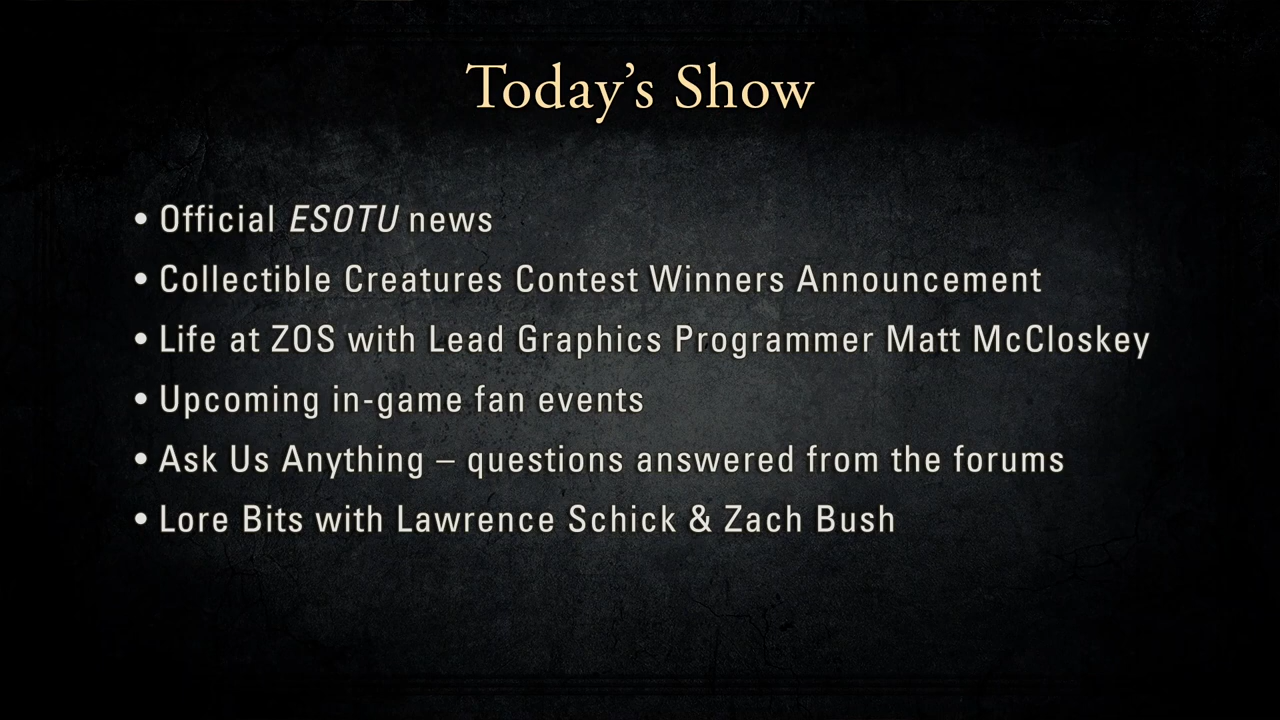 Today’s Show
• Official ESOTU news
• Collectible Creatures Contest Winners Announcement
• Life at ZOS with Lead Graphics Programmer Matt McCloskey
• Upcoming in-game fan events
• Ask Us Anything – questions answered from the forums
• Lore Bits with Lawrence Schick & Zach Bush